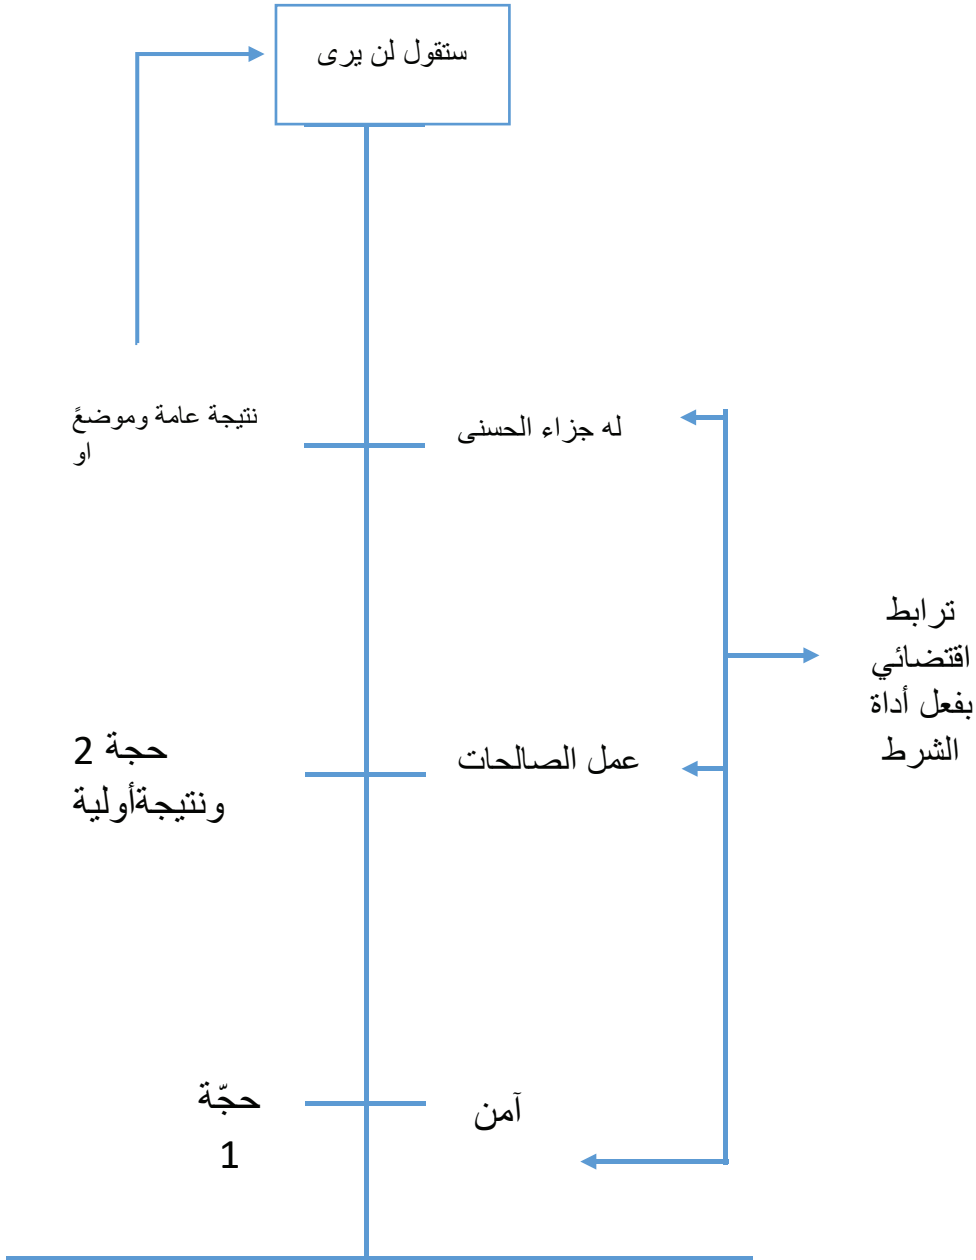 ستقول لن يرى
له جزاء الحسنى
نتيجة عامة وموضعً
او
ترابط
اقتضائي
بفعل أداة
الشرط
عمل الصالحات
حجة 2
ونتيجةأولية
آمن
حجّة
1